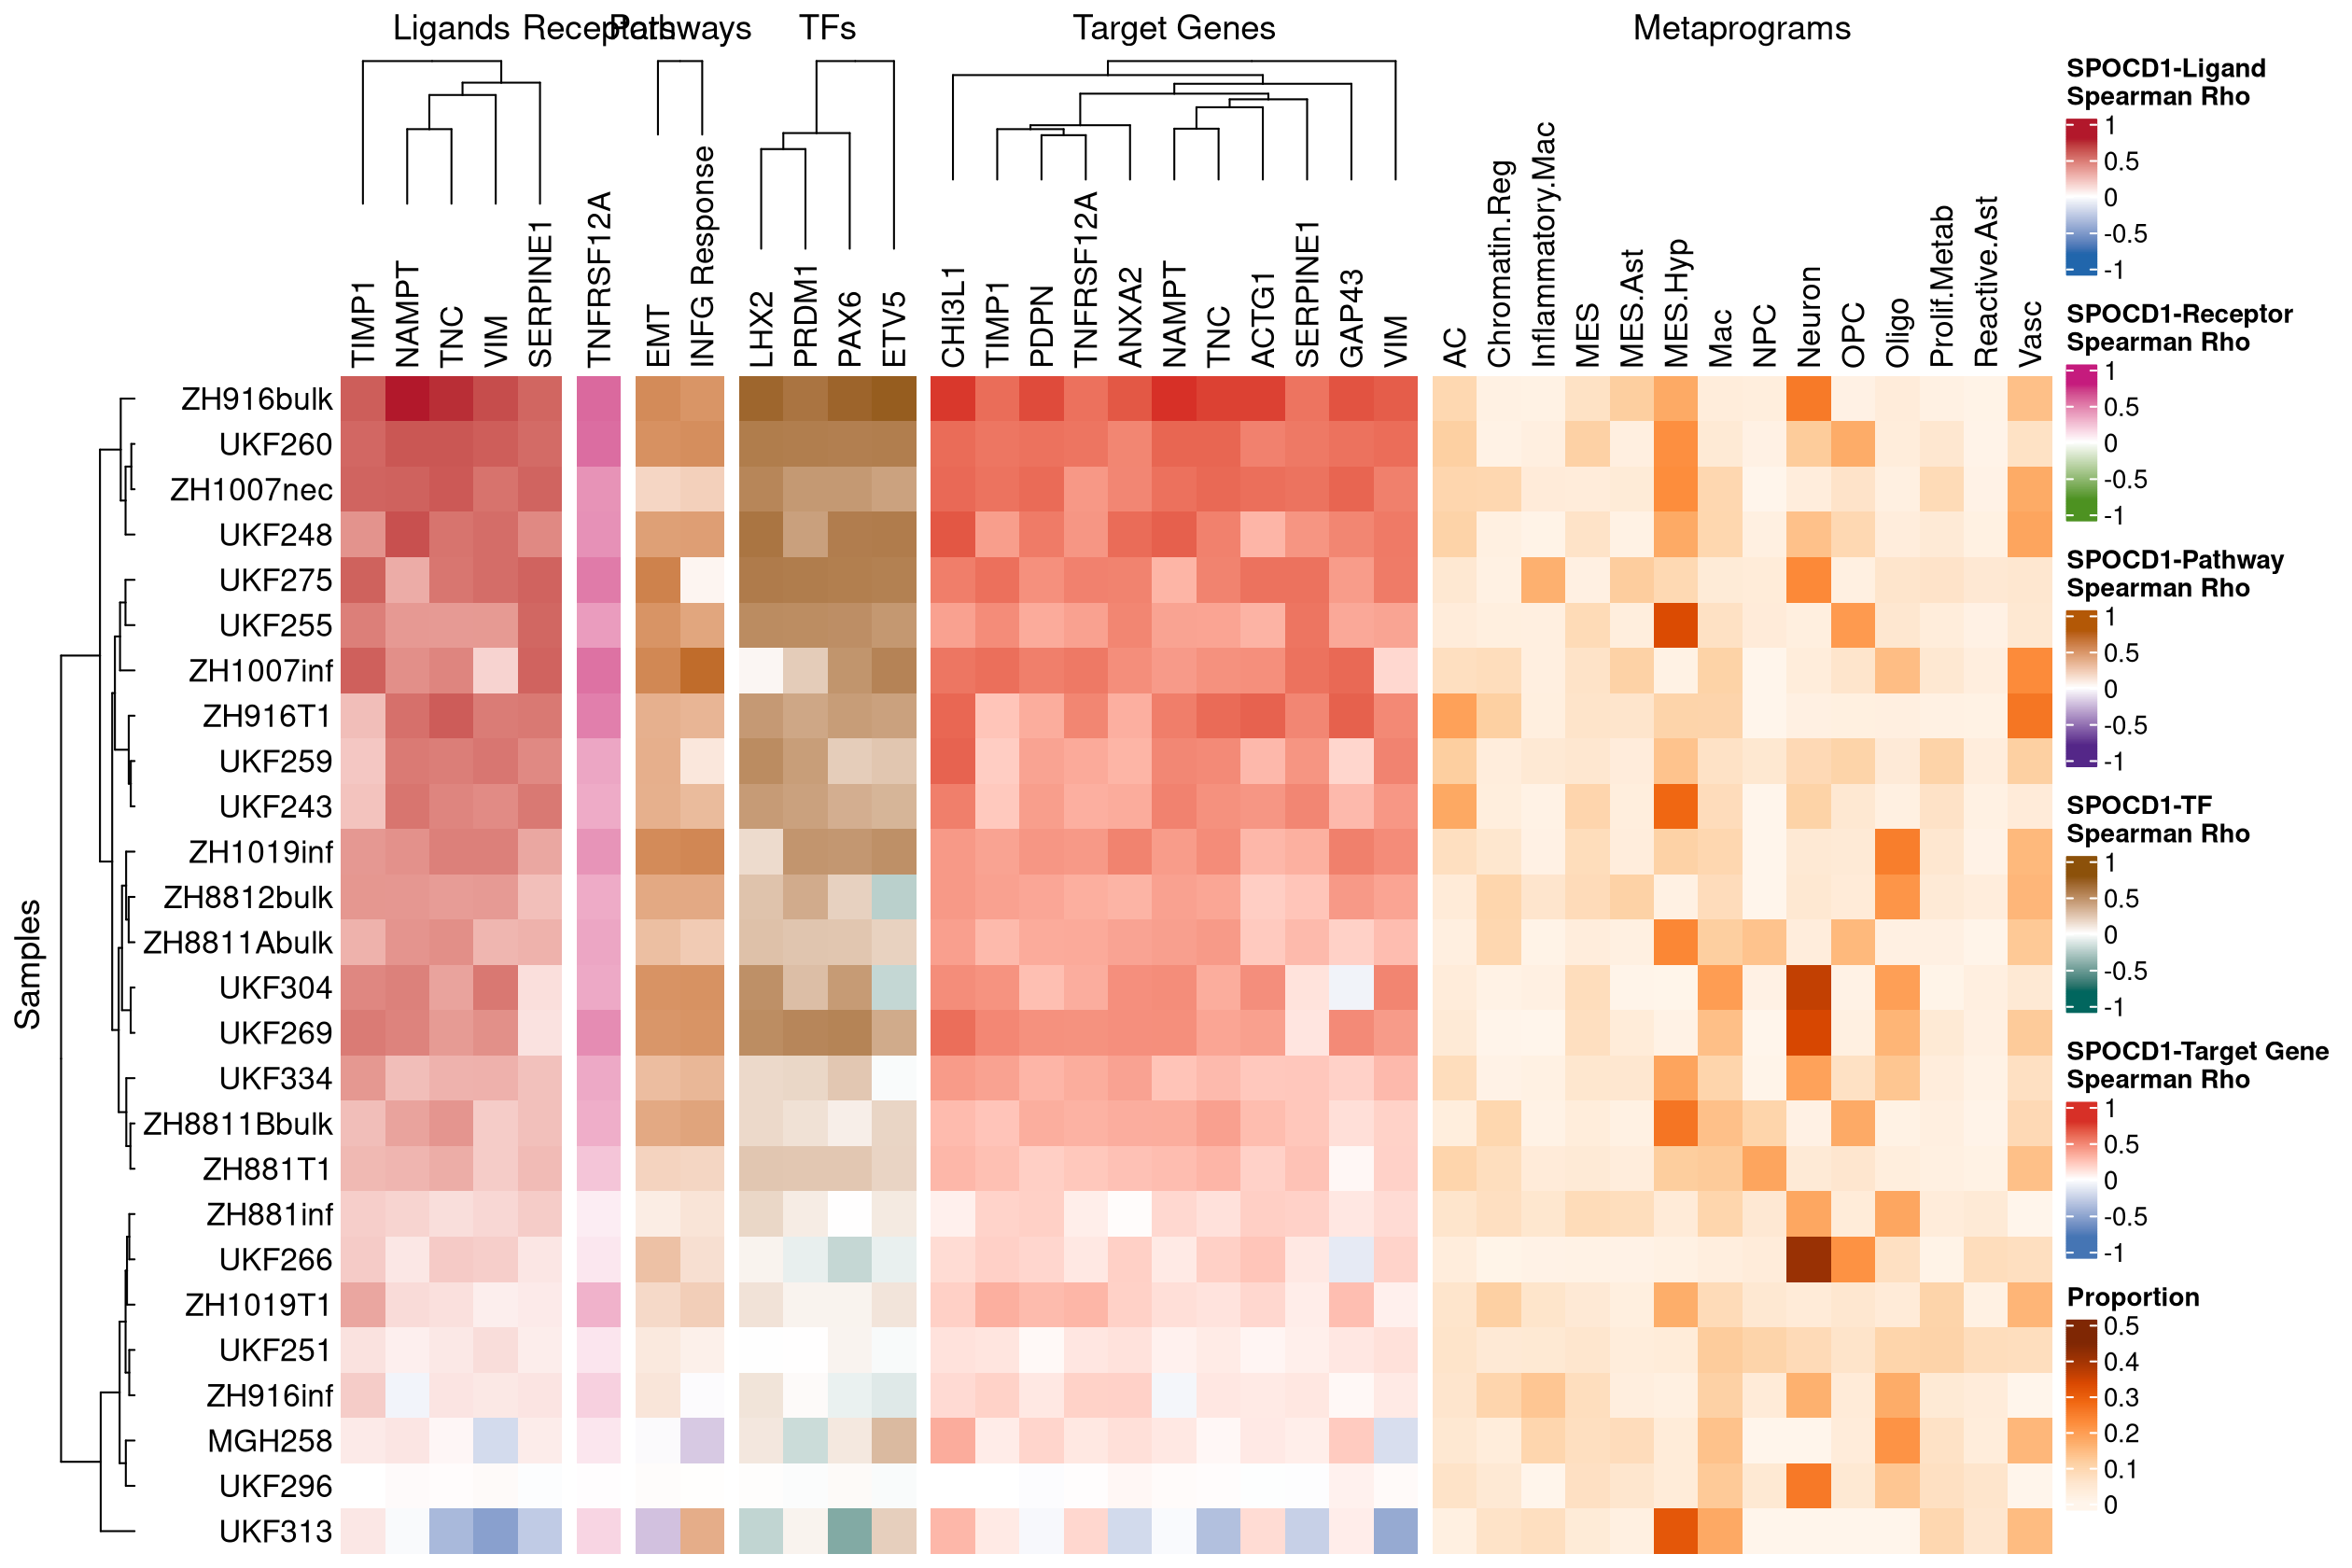 Ligands Receptors Pathways TFs Target Genes Metaprograms
TIMP1
NAMPT
TNC
VIM
SERPINE1
TNFRSF12A
EMT
INFG Response
LHX2
PRDM1
PAX6
ETV5
CHI3L1
TIMP1
PDPN
TNFRSF12A
ANXA2
NAMPT
TNC
ACTG1
SERPINE1
GAP43
VIM
AC
Chromatin.Reg
Inflammatory.Mac
MES
MES.Ast
MES.Hyp
Mac
NPC
Neuron
OPC
Oligo
Prolif.Metab
Reactive.Ast
Vasc
Samples
ZH916bulk
UKF260
ZH1007nec
UKF248
UKF275
UKF255
ZH1007inf
ZH916T1
UKF259
UKF243
ZH1019inf
ZH8812bulk
ZH8811Abulk
UKF304
UKF269
UKF334
ZH8811Bbulk
ZH881T1
ZH881inf
UKF266
ZH1019T1
UKF251
ZH916inf
MGH258
UKF296
UKF313
SPOCD1-Ligand
Spearman Rho
1
0.5
0
-0.5
-1
SPOCD1-Receptor
Spearman Rho
1
0.5
0
-0.5
-1
SPOCD1-Pathway
Spearman Rho
1
0.5
0
-0.5
-1
SPOCD1-TF
Spearman Rho
1
0.5
0
-0.5
-1
SPOCD1-Target Gene
Spearman Rho
1
0.5
0
-0.5
-1
Proportion
0.5
0.4
0.3
0.2
0.1
0